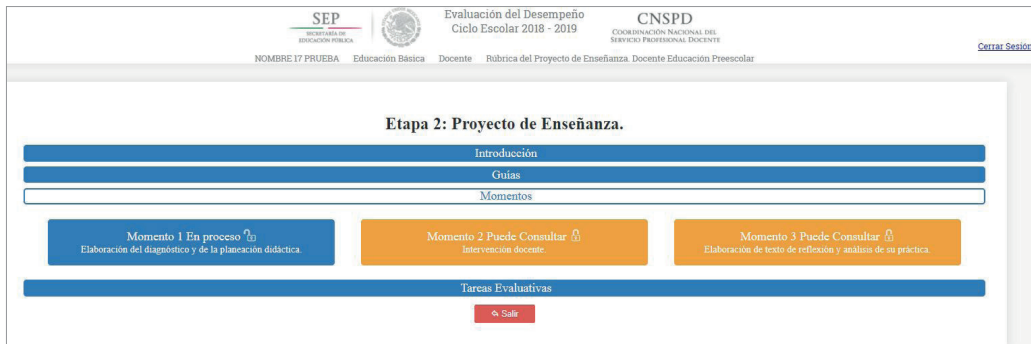 SEP
SECRETARÍA DE
EDUCACIÓN PÚBLICA
Evaluación del Desempeño
Ciclo Escolar 2018 - 2019
CNSPD
COORDINACIÓN NACIONAL DEL
SERVICIO PROFESIONAL DOCENTE
Cerrar Sesión
NOMBRE 17 PRUEBA Educación Básica Docente Rúbrica del Proyecto de Enseñanza. Docente Educación Preescolar
Etapa 2: Proyecto de Enseñanza.
Introducción
Guías
Momentos
Momento 1 En proceso
Elaboración del diagnóstico y de la planeación didáctica.
Momento 2 Puede Consultar
Intervención docente.
Momento 3 Puede Consultar
Elaboración de texto de reflexión y análisis de su práctica.
Tareas Evaluativas
Salir